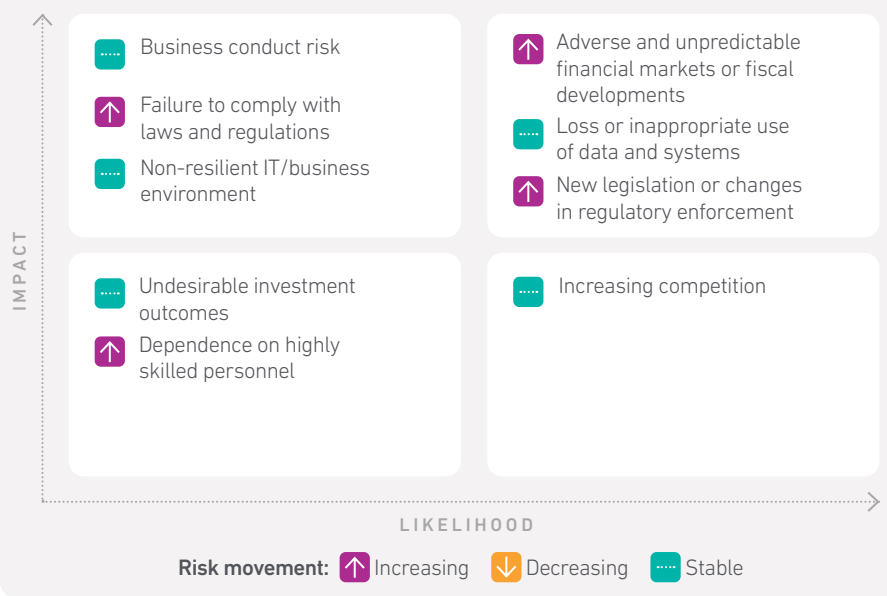 Business conduct risk
Failure to comply with
laws and regulations
Non-resilient IT/business
environment
Adverse and unpredictable
financial markets or fiscal
developments
Loss or inappropriate use
of data and systems
New legislation or changes
in regulatory enforcement
IMPACT
Undesirable investment
outcomes
Dependence on highly
skilled personnel
Increasing competition
LIKELIHOOD
Risk movement: Increasing Decreasing Stable